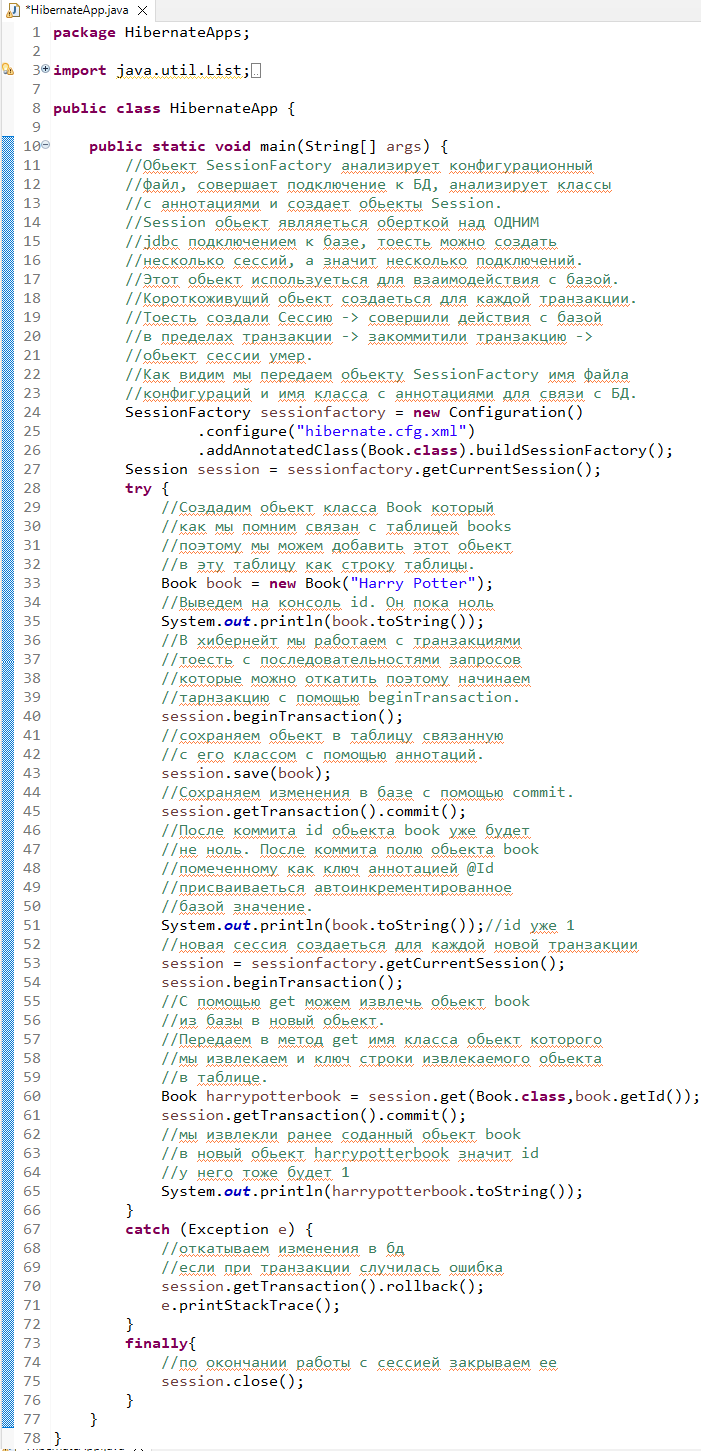 *HibernateApp.java
1 package HibernateApps;
2
3 import java.util.List;
7
8 public class HibernateApp {
9
10 public static void main(String[] args) {
11 //Обьект SessionFactory анализирует конфигурационный
12 //файл, совершает подключение к БД, анализирует классы
13 //с аннотациями и создает обьекты Session.
14 //Session обьект являяеться оберткой над ОДНИМ
15 //jdbc подключением к базе, тоесть можно создать
16 //несколько сессий, а значит несколько подключений.
17 //Этот обьект используеться для взаимодействия с базой.
18 //Короткоживущий обьект создаеться для каждой транзакции.
19 //Тоесть создали Сессию -> совершили действия с базой
20 //в пределах транзакции -> закоммитили транзакцию ->
21 //обьект сессии умер.
22 //Как видим мы передаем обьекту SessionFactory имя файла
23 //конфигураций и имя класса с аннотациями для связи с БД.
24 SessionFactory sessionfactory = new Configuration()
25 .configure("hibernate.cfg.xml")
26 .addAnnotatedClass(Book.class).buildSessionFactory();
27 Session session = sessionfactory.getCurrentSession();
28 try {
29 //Создадим обьект класса Book который
30 //как мы помним связан с таблицей books
31 //поэтому мы можем добавить этот обьект
32 //в эту таблицу как строку таблицы.
33 Book book = new Book("Harry Potter");
34 //Выведем на консоль id. Он пока ноль
35 System.out.println(book.toString());
36 //В хибернейт мы работаем с транзакциями
37 //тоесть с последовательностями запросов
38 //которые можно откатить поэтому начинаем
39 //тарнзакцию с помощью beginTransaction.
40 session.beginTransaction();
41 //сохраняем обьект в таблицу связанную
42 //с его классом с помощью аннотаций.
43 session.save(book);
44 //Сохраняем изменения в базе с помощью commit.
45 session.getTransaction().commit();
46 //После коммита id обьекта book уже будет
47 //не ноль. После коммита полю обьекта book
48 //помеченному как ключ аннотацией @Id
49 //присваиваеться автоинкрементированное
50 //базой значение.
51 System.out.println(book.toString());//id уже 1
52 //новая сессия создаеться для каждой новой транзакции
53 session = sessionfactory.getCurrentSession();
54 session.beginTransaction();
55 //С помощью get можем извлечь обьект book
56 //из базы в новый обьект.
57 //Передаем в метод get имя класса обьект которого
58 //мы извлекаем и ключ строки извлекаемого обьекта
59 //в таблице.
60 Book harrypotterbook = session.get(Book.class,book.getId());
61 session.getTransaction().commit();
62 //мы извлекли ранее соданный обьект book
63 //в новый обьект harrypotterbook значит id
64 //у него тоже будет 1
65 System.out.println(harrypotterbook.toString());
66 }
67 catch (Exception e) {
68 //откатываем изменения в бд
69 //если при транзакции случилась ошибка
70 session.getTransaction().rollback();
71 e.printStackTrace();
72 }
73 finally{
74 //по окончании работы с сессией закрываем ее
75 session.close();
76 }
77 }
78 }